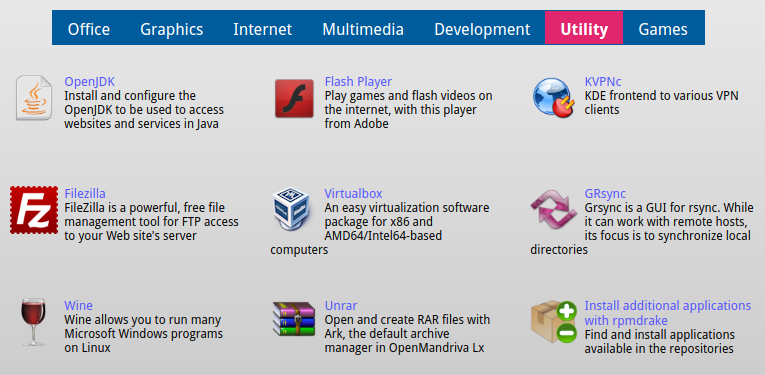 Office Graphics Internet Multimedia Development Utility Games
OpenJDK
Install and configure the
OpenJDK to be used to access
websites and services in Java
Flash Player
Play games and flash videos on
the internet, with this player
from Adobe
KVPNc
KDE frontend to various VPN
clients
Filezilla
FileZilla is a powerful, free file
management tool for FTP access
to your Web site's server
Virtualbox
An easy virtualization software
package for x86 and
AMD64/Intel64-based
computers
GRsync
Grsync is a GUI for rsync. While
it can work with remote hosts,
its focus is to synchronize local
directories
Wine
Wine allows you to run many
Microsoft Windows programs
on Linux
Unrar
Open and create RAR files with
Ark, the default archive
manager in OpenMandriva Lx
Install additional applications
with rpmdrake
Find and install applications
available in the repositories